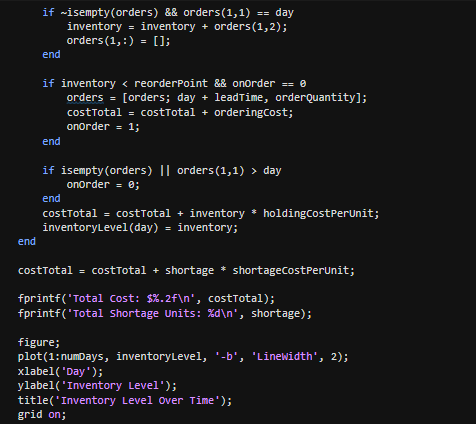 if ~isempty(orders) && orders(1,1) == day
inventory = inventory + orders(1,2);
orders(1,:) = [];
end
if inventory < reorderPoint && onOrder == 0
orders = [orders; day + leadTime, orderQuantity];
costTotal = costTotal + orderingCost;
onOrder = 1;
end
if isempty(orders) || orders(1,1) > day
onOrder = 0;
end
costTotal = costTotal + inventory * holdingCostPerUnit;
inventoryLevel(day) = inventory;
end
costTotal = costTotal + shortage * shortageCostPerUnit;
fprintf('Total Cost: $%.2f\n', costTotal);
fprintf('Total Shortage Units: %d\n', shortage);
figure;
plot(1:numDays, inventoryLevel, '-b', 'LineWidth', 2);
xlabel('Day');
ylabel('Inventory Level');
title('Inventory Level Over Time');
grid on;